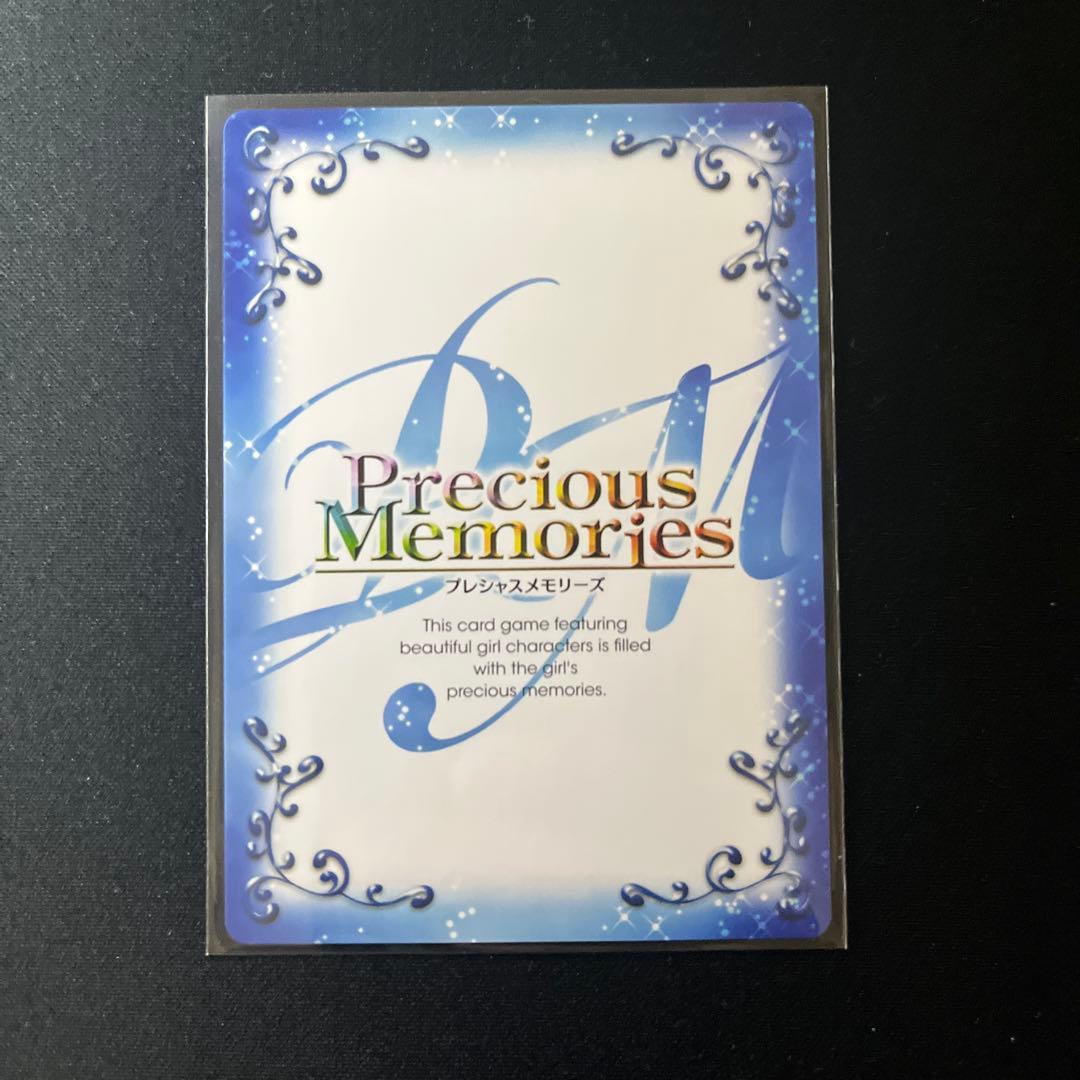 Precious
Memories
プレシャスメモリーズ
This card game featuring
beautiful girl characters is filled
with the girl's
precious memories.